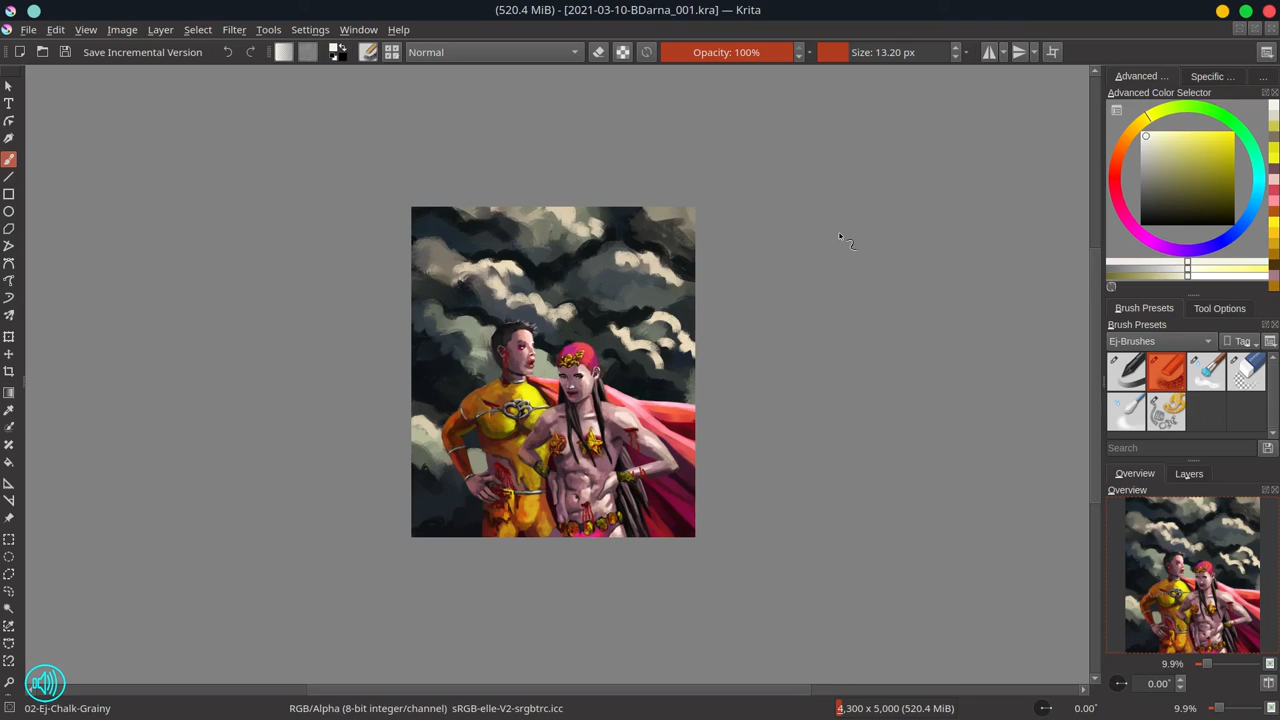 (520.4 MiB) - [2021-03-10-BDarna_001.kra] — Krita
File Edit View Image Layer Select Filter Tools Settings Window Help
Save Incremental Version Normal Opacity: 100% Size: 13.20 px
Advanced ... Specific ... ...
Advanced Color Selector
Brush Presets Tool Options
Brush Presets
Ej-Brushes Tag
Search
Overview Layers
Overview
9.9%
0.00°
02-Ej-Chalk-Grainy RGB/Alpha (8-bit integer/channel) sRGB-elle-V2-srgbtrc.icc 4,300 x 5,000 (520.4 MiB) 0.00° 9.9%